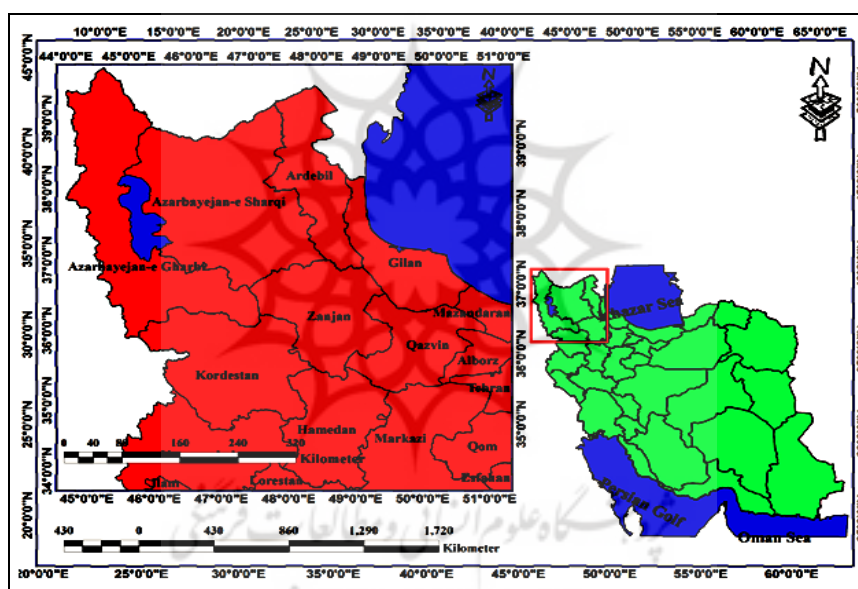 10°0'0"E 15°0'0"E 20°0'0"E 25°0'0"E 30°0'0"E 35°0'0"E 40°0'0"E 45°0'0"E 50°0'0"E 55°0'0"E 60°0'0"E 65°0'0"E
44°0'0"E 45°0'0"E 46°0'0"E 47°0'0"E 48°0'0"E 49°0'0"E 50°0'0"E 51°0'0"E
45°0'0"N
40°0'0"N
35°0'0"N
30°0'0"N
25°0'0"N
20°0'0"N
39°0'0"N
38°0'0"N
37°0'0"N
36°0'0"N
35°0'0"N
34°0'0"N
N
N
39°0'0"N
38°0'0"N
37°0'0"N
36°0'0"N
35°0'0"N
Ardebil
Azarbayejan-e Sharqi
Azarbayejan-e Gharbi
Gilan
Zanjan
Mazandaran
Qazvin
Alborz
Tehran
Kordestan
Hamedan
Markazi
Qom
Esfahan
Lorestan
Khazar Sea
Persian Golf
Oman Sea
0 40 80 160 240 320
Kilometer
45°0'0"E 46°0'0"E 47°0'0"E 48°0'0"E 49°0'0"E 50°0'0"E 51°0'0"E
430 0 430 860 1,290 1,720
Kilometer
پژوهشگاه علوم انسانی و مطالعات فرهنگی
20°0'0"E 25°0'0"E 30°0'0"E 35°0'0"E 40°0'0"E 45°0'0"E 50°0'0"E 55°0'0"E 60°0'0"E